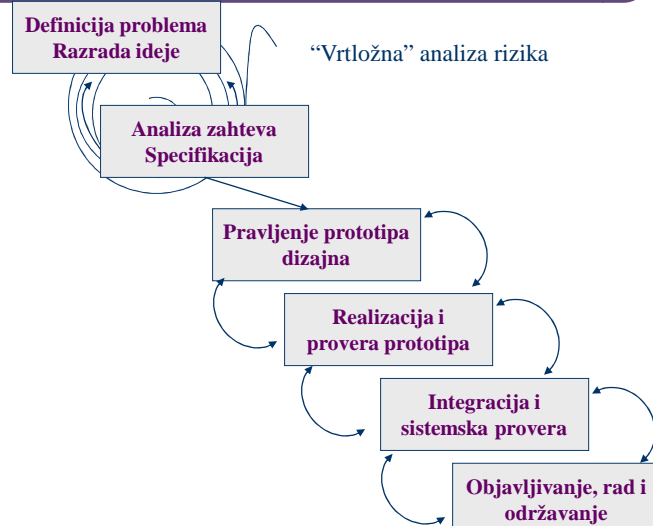 Definicija problema
Razrada ideje
“Vrtložna” analiza rizika
Analiza zahteva
Specifikacija
Pravljenje prototipa
dizajna
Realizacija i
provera prototipa
Integracija i
sistemska provera
Objavljivanje, rad i
održavanje